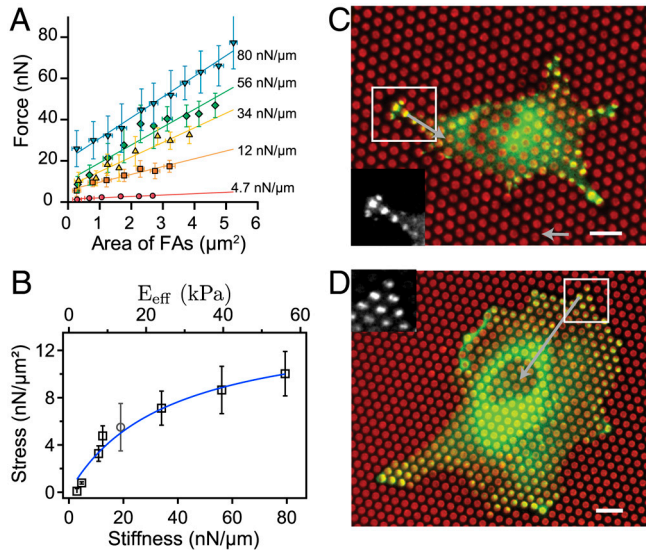 A
Force (nN)
80
60
40
20
0
0 1 2 3 4 5 6
Area of FAs (µm²)
80 nN/µm
56 nN/µm
34 nN/µm
12 nN/µm
4.7 nN/µm
B
E_eff (kPa)
0 20 40 60
Stress (nN/µm²)
12
8
4
0
0 20 40 60 80
Stiffness (nN/µm)
C
D